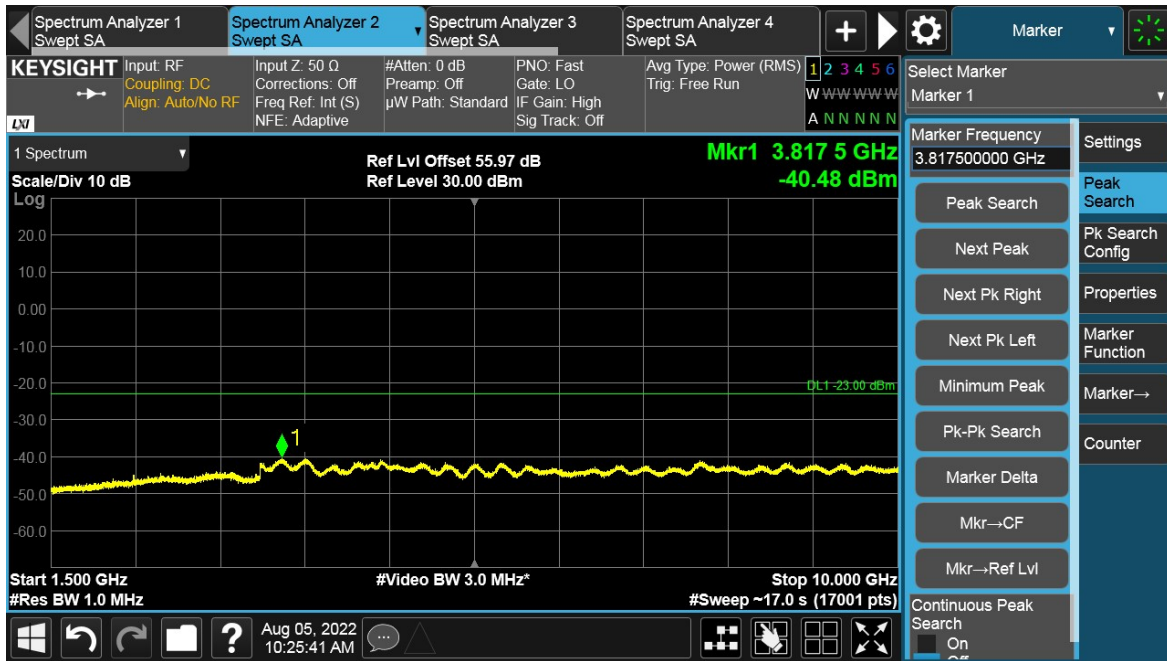 Spectrum Analyzer 1
Swept SA
Spectrum Analyzer 2
Swept SA
Spectrum Analyzer 3
Swept SA
Spectrum Analyzer 4
Swept SA
+
Marker
KEYSIGHT
LXI
Input: RF
Coupling: DC
Align: Auto/No RF
Input Z: 50 Ω
Corrections: Off
Freq Ref: Int (S)
NFE: Adaptive
#Atten: 0 dB
Preamp: Off
µW Path: Standard
PNO: Fast
Gate: LO
IF Gain: High
Sig Track: Off
Avg Type: Power (RMS)
Trig: Free Run
1 2 3 4 5 6
W W W W W W
A N N N N N
Select Marker
Marker 1
1 Spectrum
Scale/Div 10 dB
Log
Ref Lvl Offset 55.97 dB
Ref Level 30.00 dBm
Mkr1 3.817 5 GHz
-40.48 dBm
20.0
10.0
0.00
-10.0
-20.0
-30.0
-40.0
-50.0
-60.0
DL1 -23.00 dBm
1
Start 1.500 GHz
#Res BW 1.0 MHz
#Video BW 3.0 MHz*
Stop 10.000 GHz
#Sweep ~17.0 s (17001 pts)
Marker Frequency
3.817500000 GHz
Peak Search
Next Peak
Next Pk Right
Next Pk Left
Minimum Peak
Pk-Pk Search
Marker Delta
Mkr→CF
Mkr→Ref Lvl
Continuous Peak
Search
On
Off
Settings
Peak
Search
Pk Search
Config
Properties
Marker
Function
Marker→
Counter
?
Aug 05, 2022
10:25:41 AM